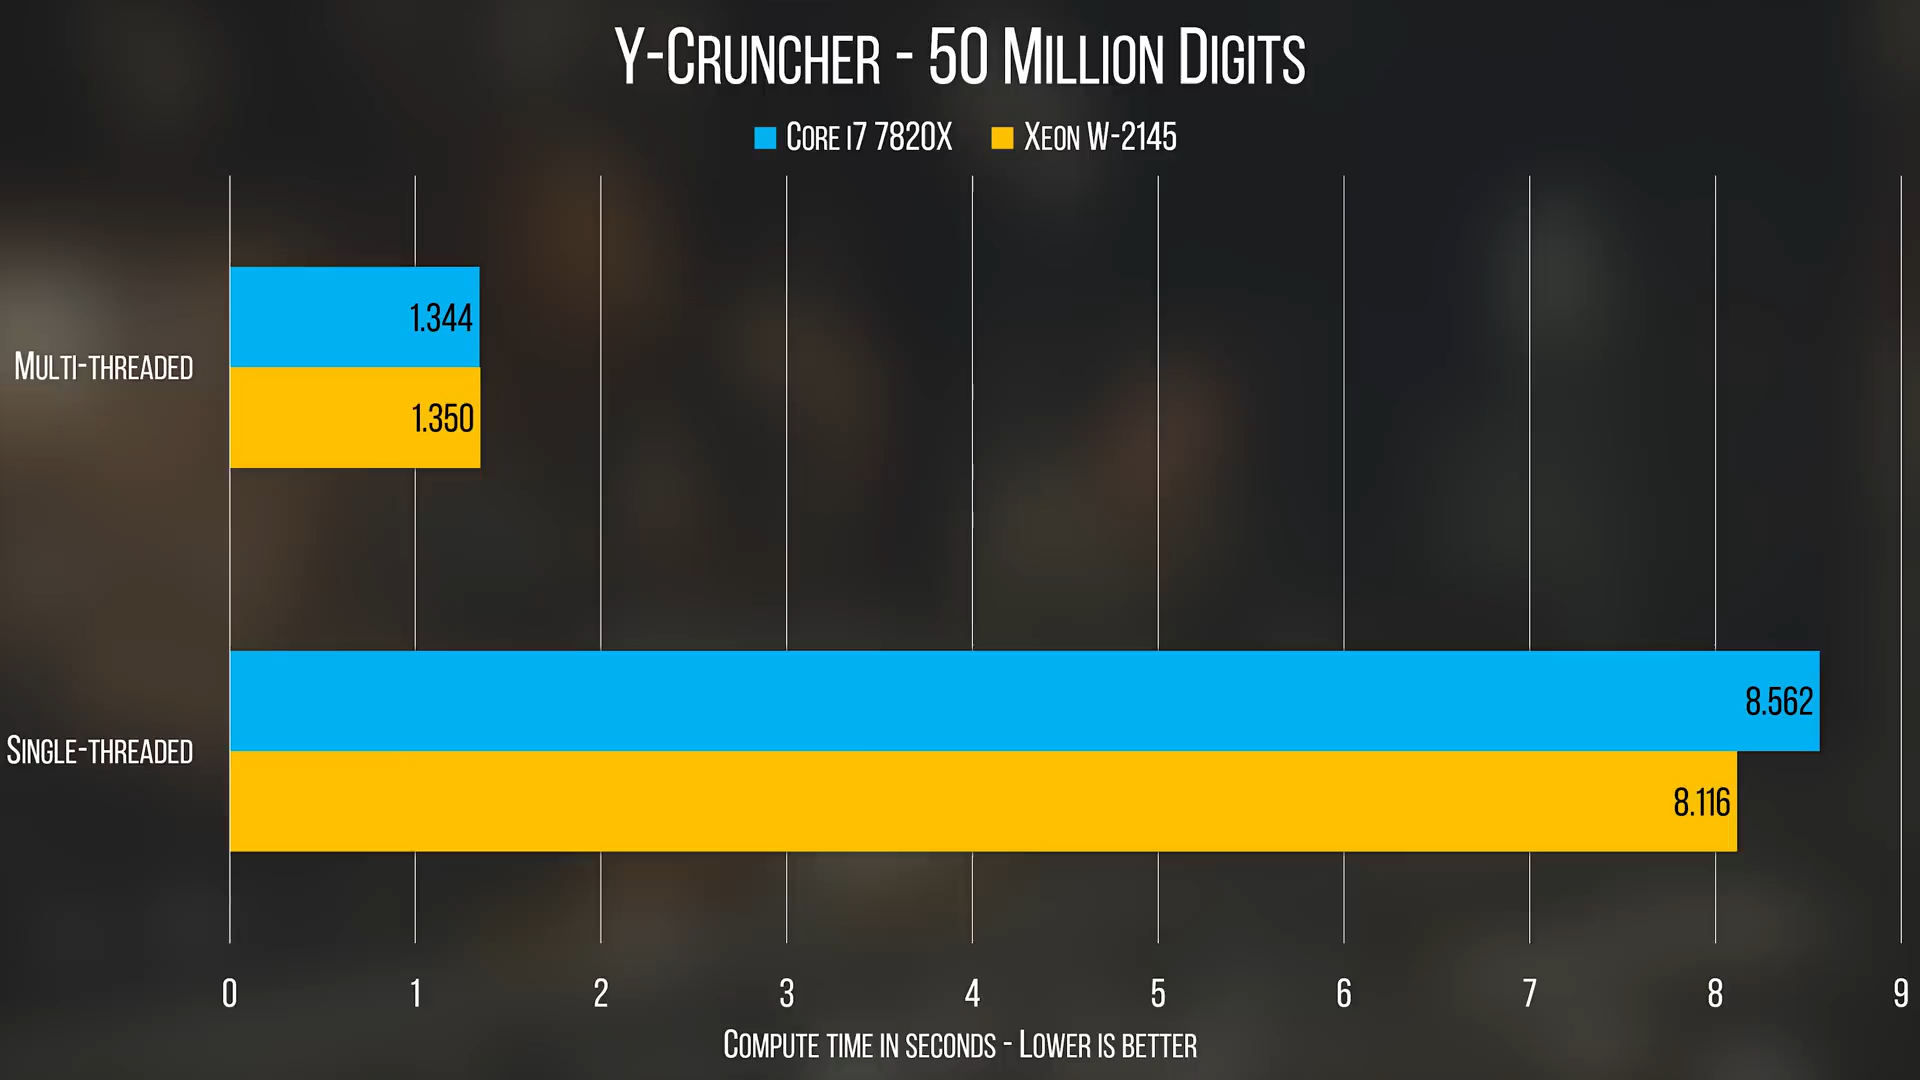 Y-Cruncher - 50 Million Digits
Core i7 7820X
Xeon W-2145
Multi-threaded
1.344
1.350
Single-threaded
8.562
8.116
0 1 2 3 4 5 6 7 8 9
Compute time in seconds - Lower is better